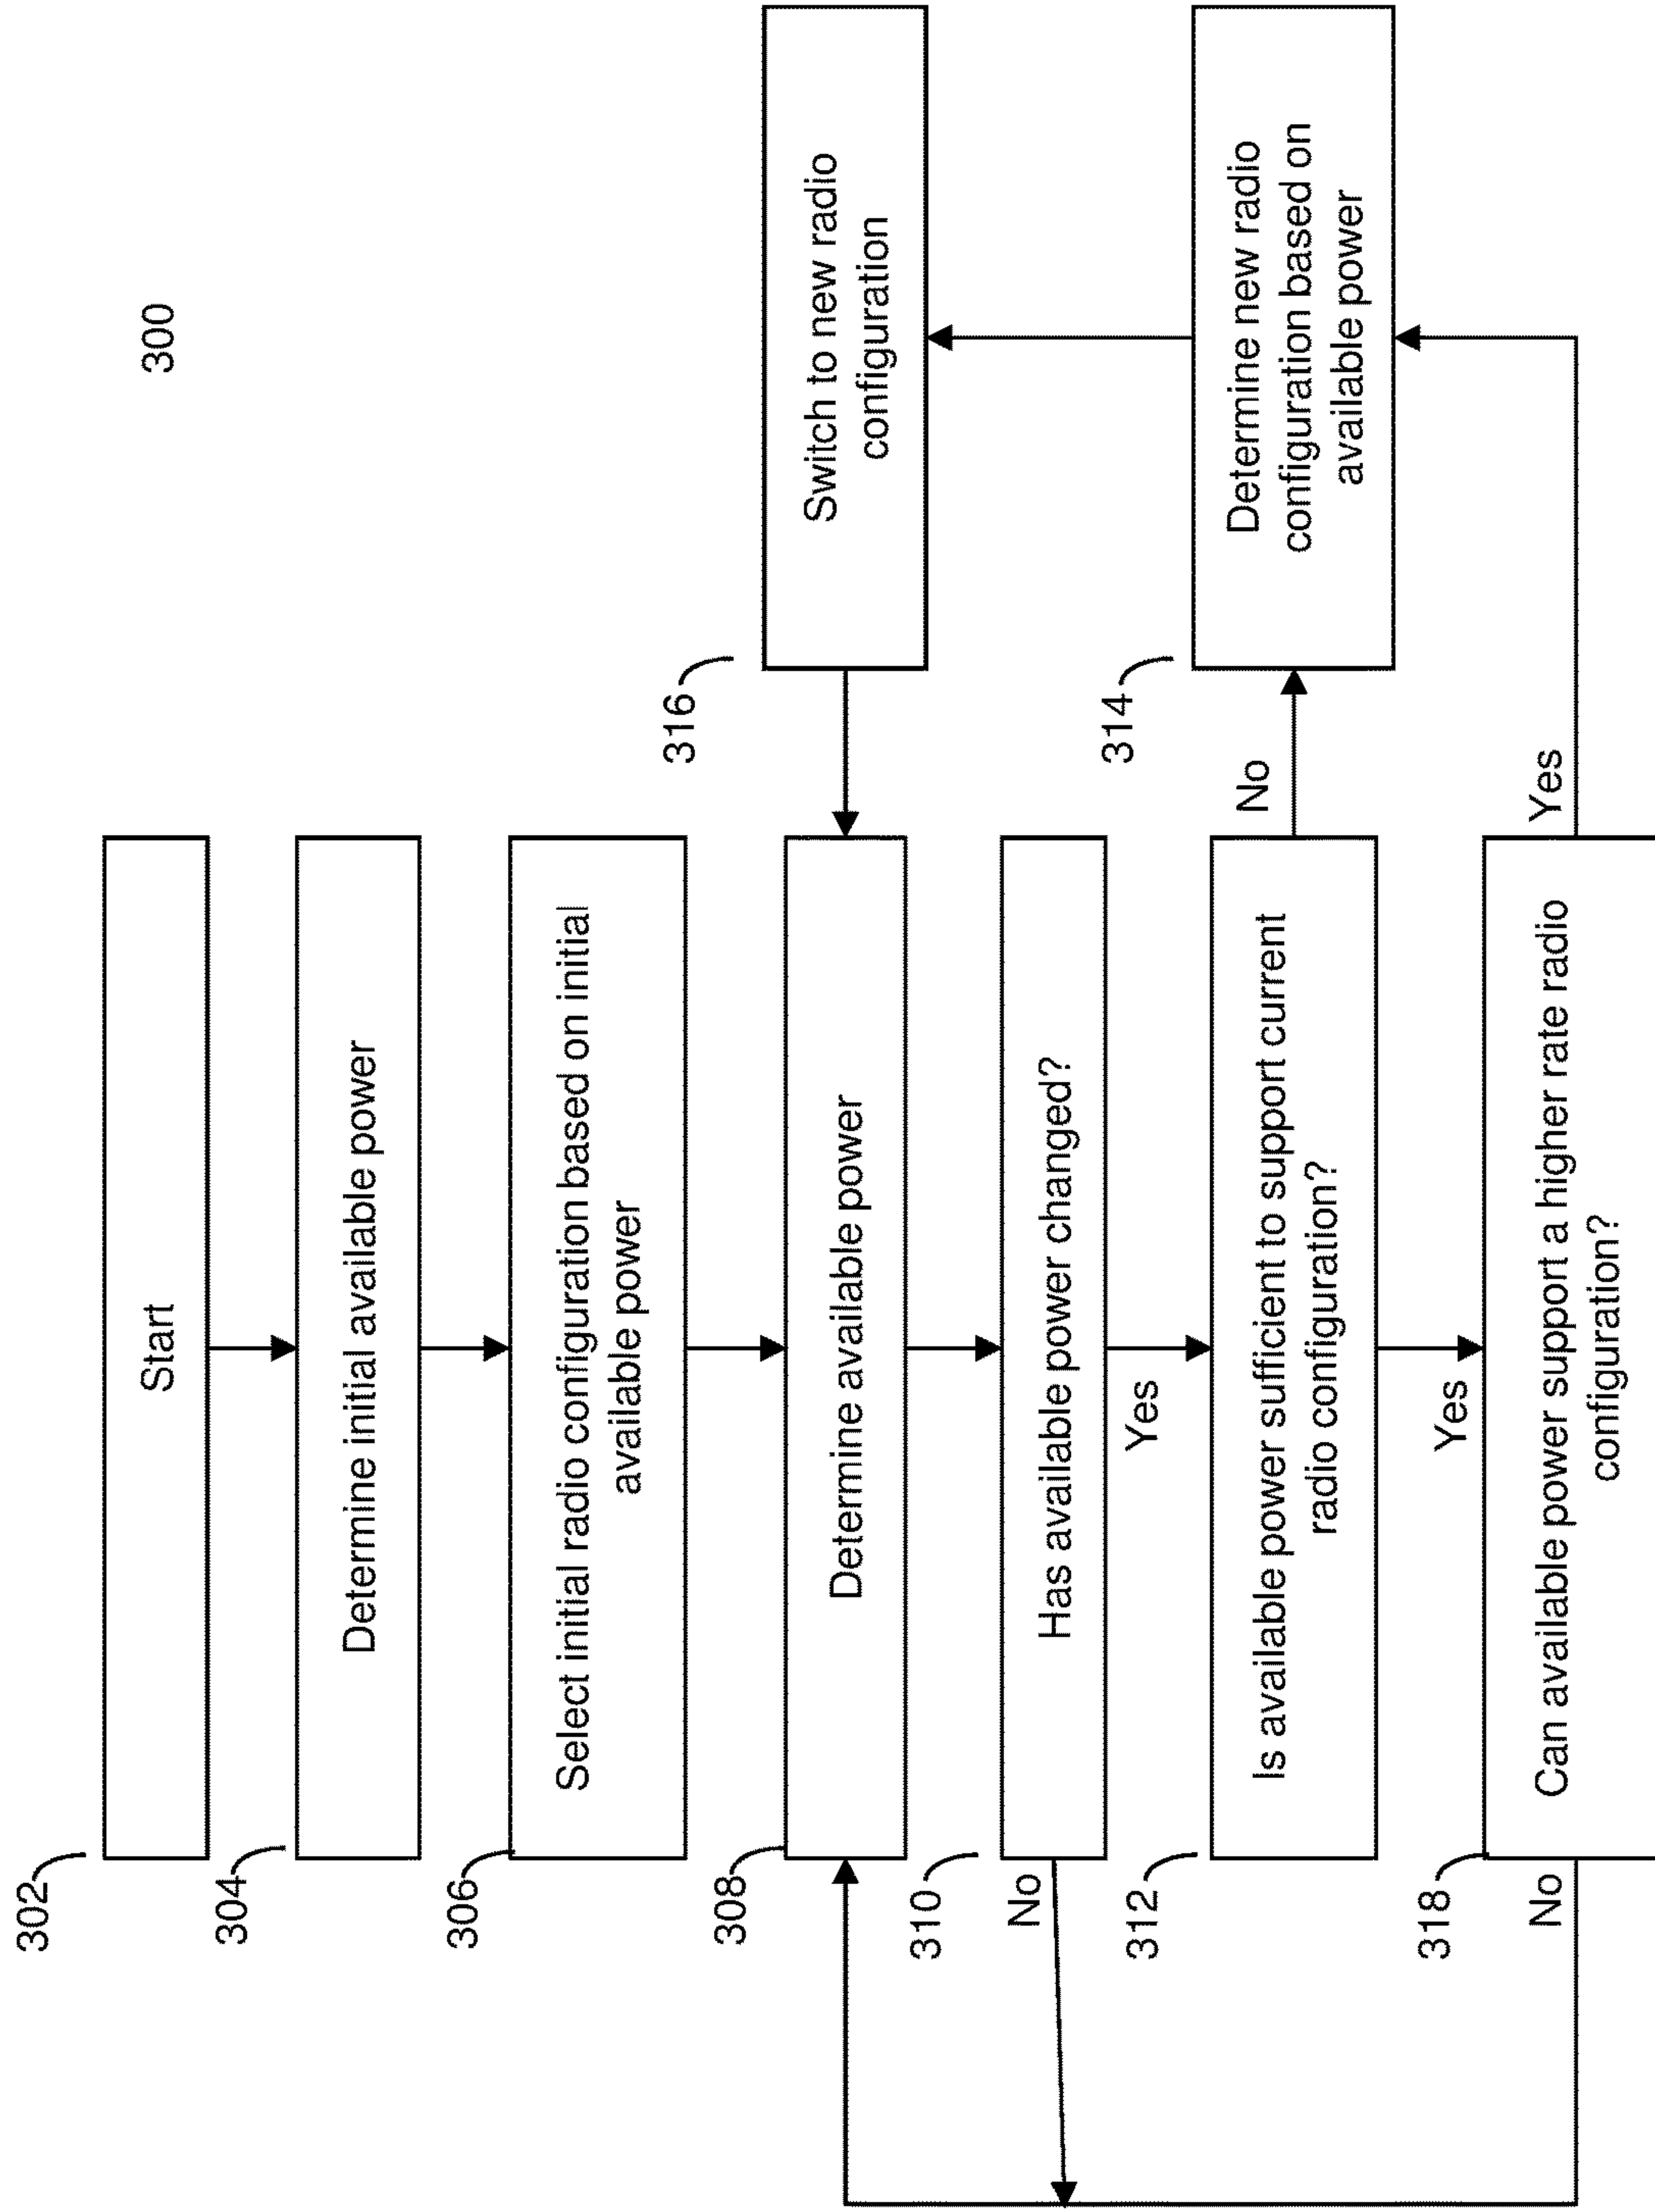 300
302
Start
304
Determine initial available power
306
Select initial radio configuration based on initial
available power
308
Determine available power
316
Switch to new radio
configuration
310
Has available power changed?
No
Yes
312
Is available power sufficient to support current
radio configuration?
No
314
Determine new radio
configuration based on
available power
Yes
318
Can available power support a higher rate radio
configuration?
No
Yes